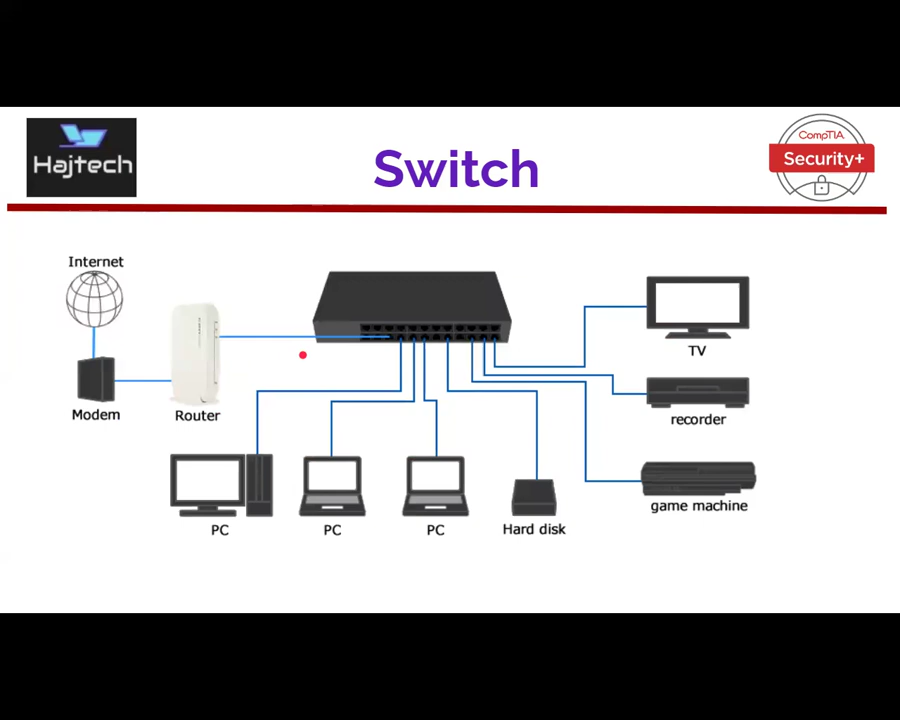 Hajtech
Switch
CompTIA
Security+
Internet
Modem
Router
TV
recorder
game machine
PC
PC
PC
Hard disk